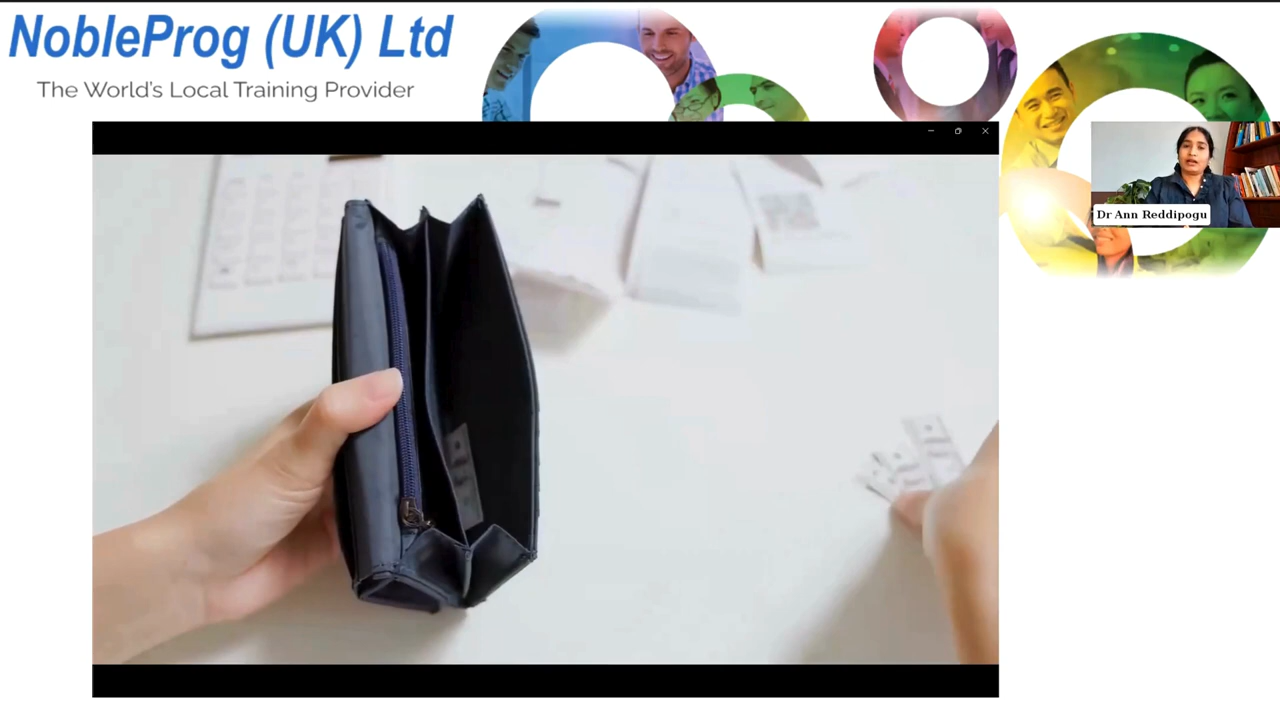 NobleProg (UK) Ltd
The World's Local Training Provider
Dr Ann Reddipogu